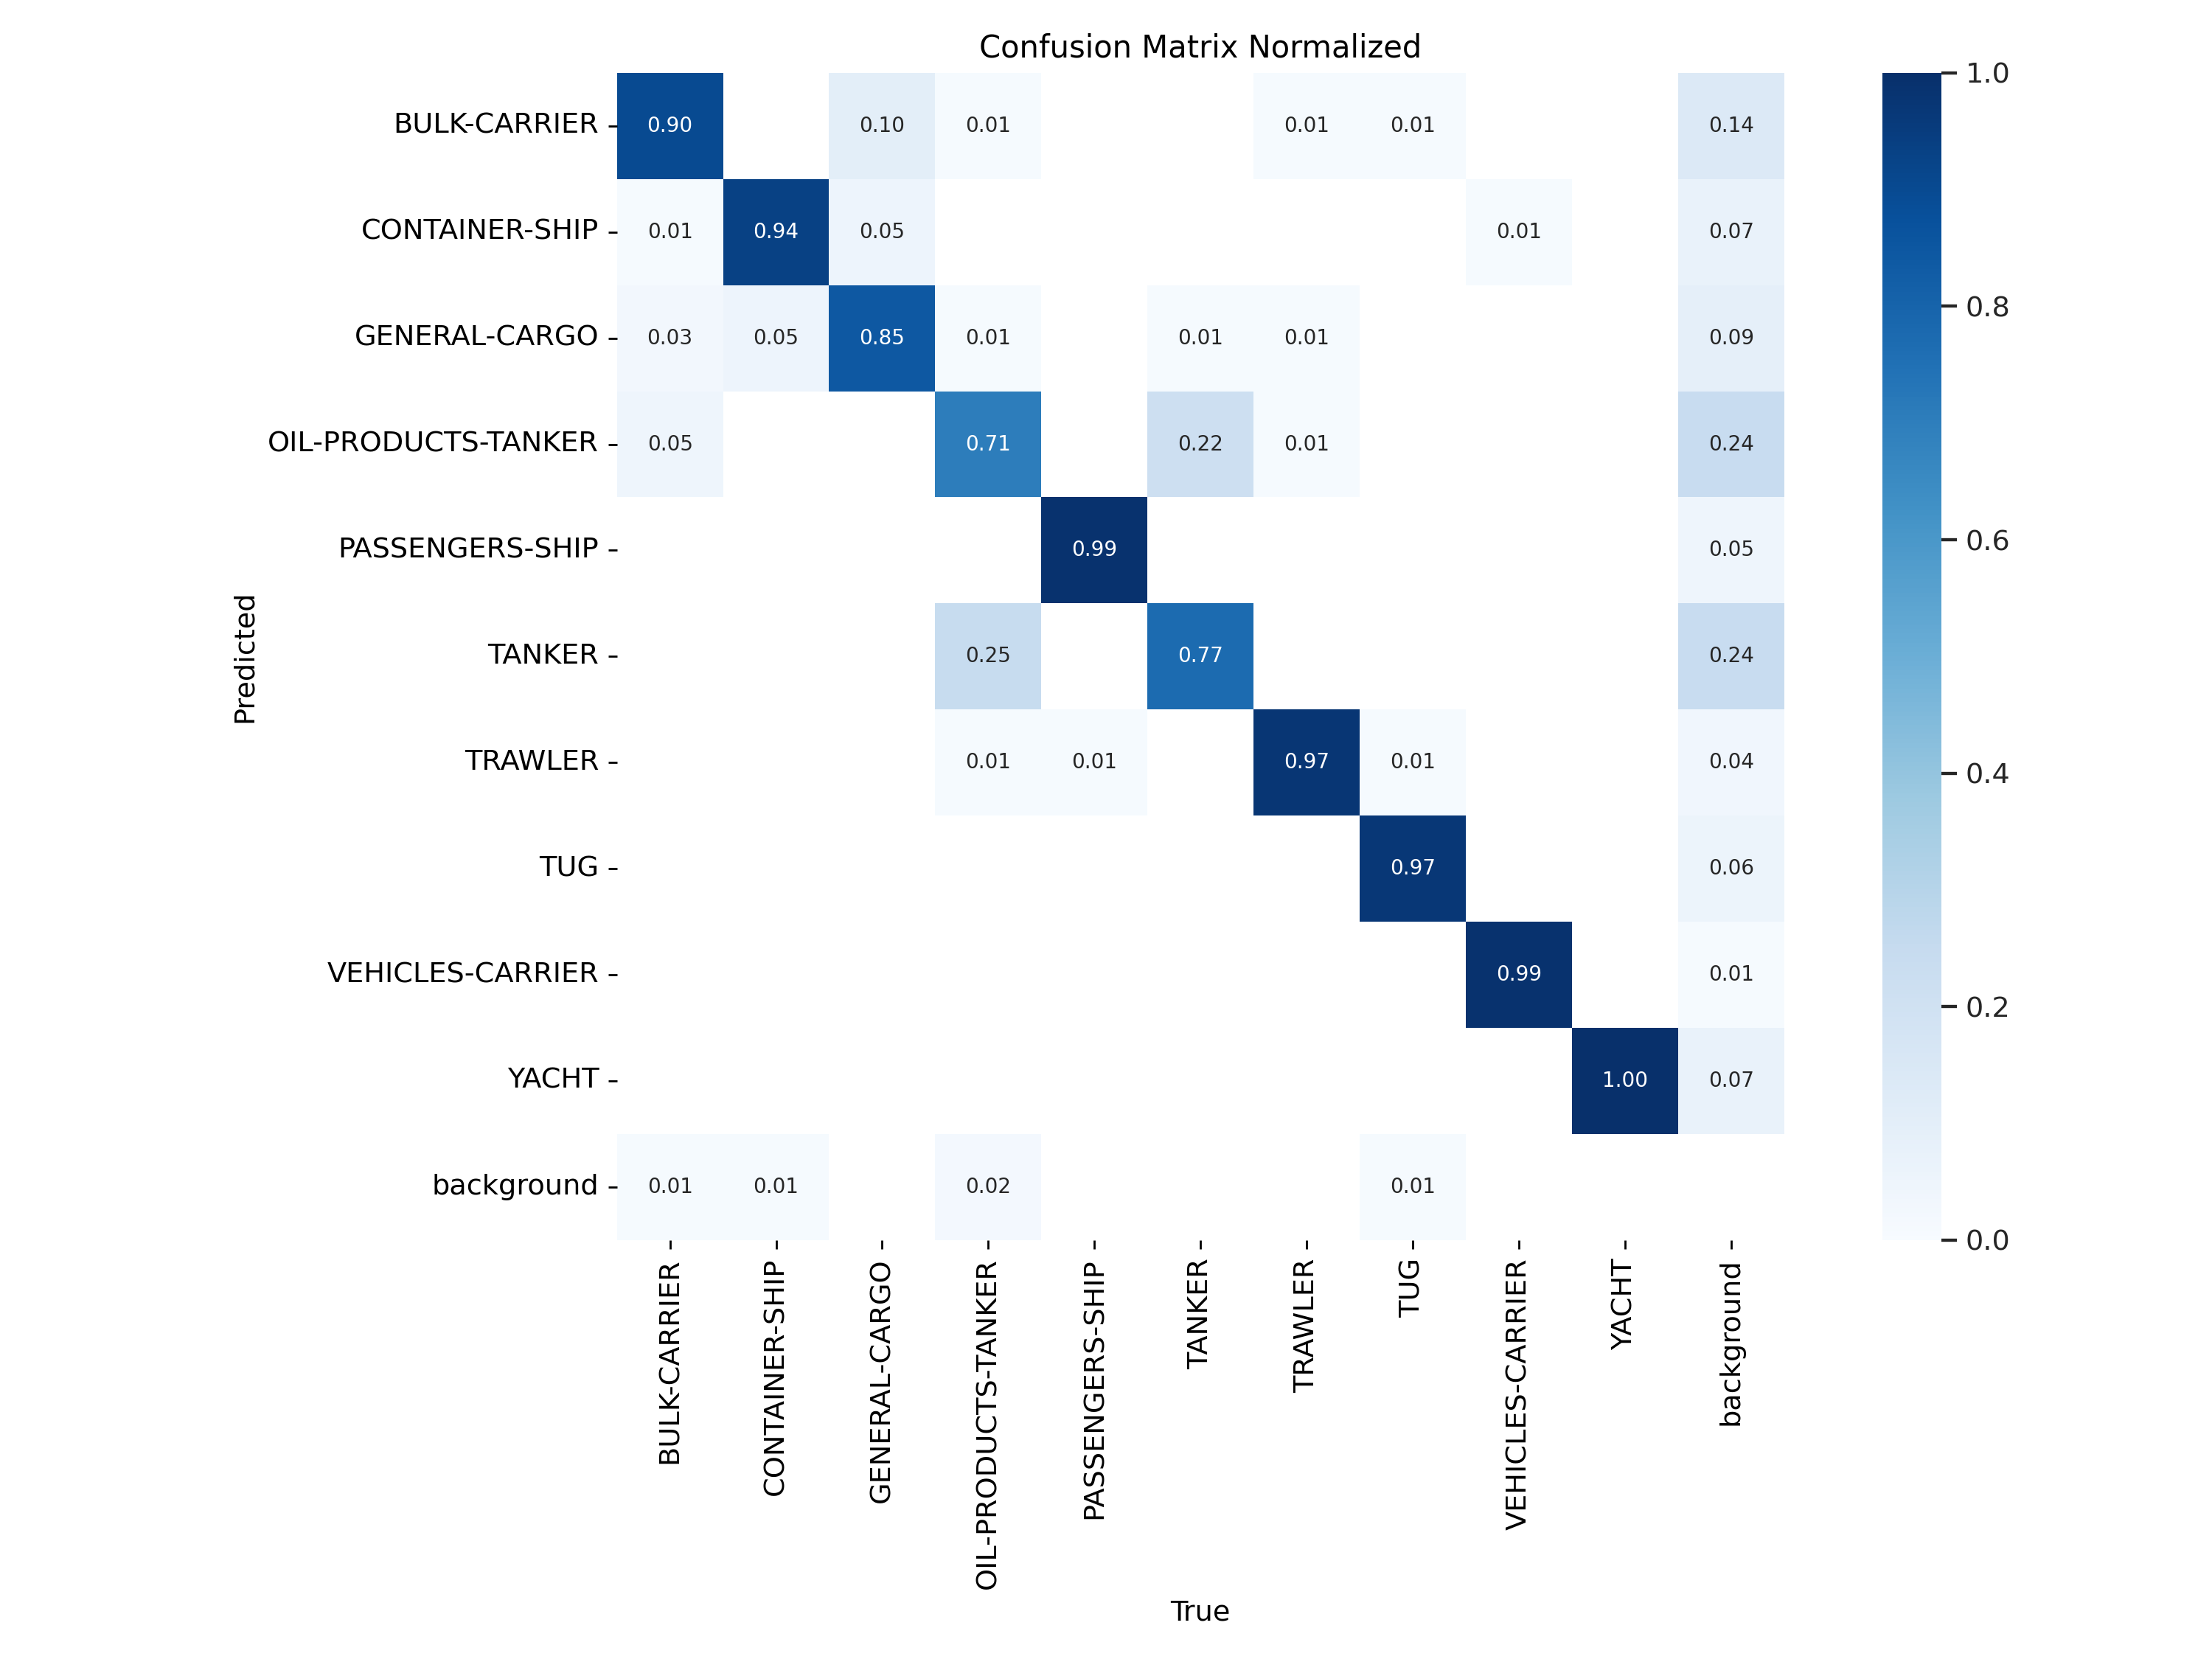 Confusion Matrix Normalized
BULK-CARRIER 0.90 0.10 0.01 0.01 0.01 0.14
CONTAINER-SHIP 0.01 0.94 0.05 0.01 0.07
GENERAL-CARGO 0.03 0.05 0.85 0.01 0.01 0.01 0.09
OIL-PRODUCTS-TANKER 0.05 0.71 0.22 0.01 0.24
PASSENGERS-SHIP 0.99 0.05
TANKER 0.25 0.77 0.24
TRAWLER 0.01 0.01 0.97 0.01 0.04
TUG 0.97 0.06
VEHICLES-CARRIER 0.99 0.01
YACHT 1.00 0.07
background 0.01 0.01 0.02 0.01
Predicted
BULK-CARRIER
CONTAINER-SHIP
GENERAL-CARGO
OIL-PRODUCTS-TANKER
PASSENGERS-SHIP
TANKER
TRAWLER
TUG
VEHICLES-CARRIER
YACHT
background
True
1.0
0.8
0.6
0.4
0.2
0.0